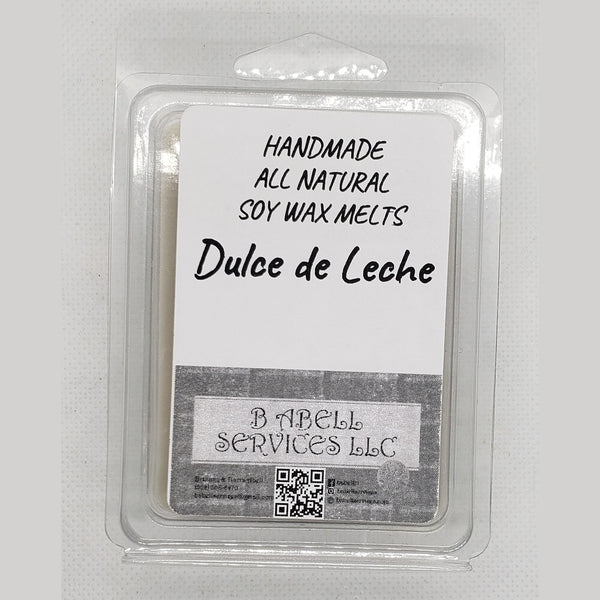 HANDMADE
ALL NATURAL
SOY WAX MELTS
Dulce de Leche
B ABELL
SERVICES LLC